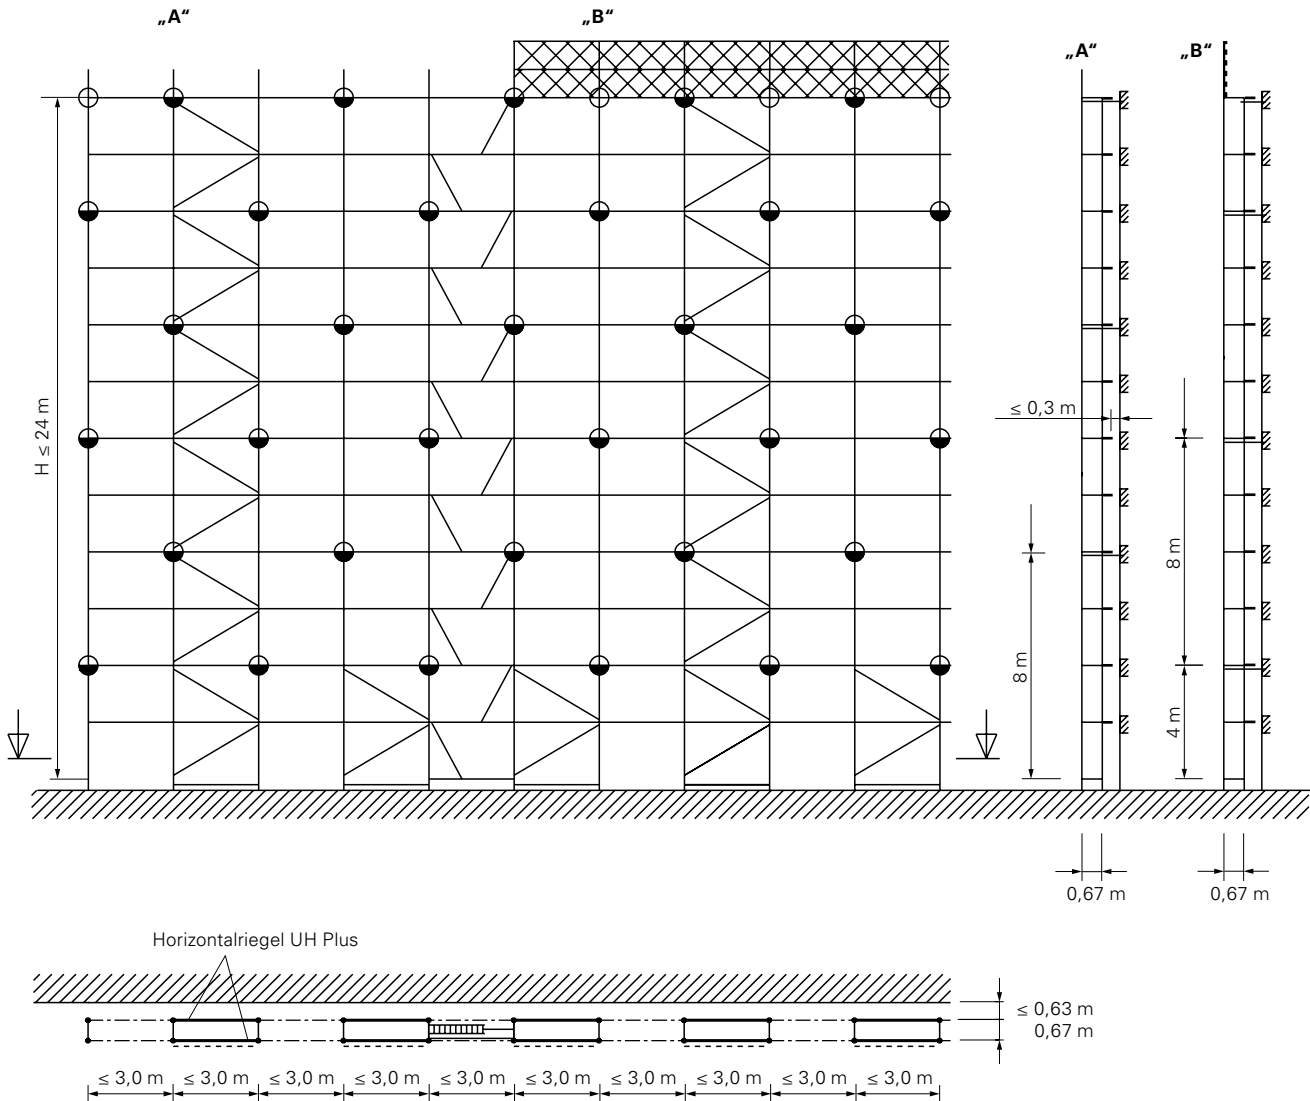 „A“
„B“
„A“
„B“
H ≤ 24 m
≤ 0,3 m
8 m
8 m
4 m
0,67 m
0,67 m
Horizontalriegel UH Plus
≤ 0,63 m
0,67 m
≤ 3,0 m ≤ 3,0 m ≤ 3,0 m ≤ 3,0 m ≤ 3,0 m ≤ 3,0 m ≤ 3,0 m ≤ 3,0 m ≤ 3,0 m ≤ 3,0 m